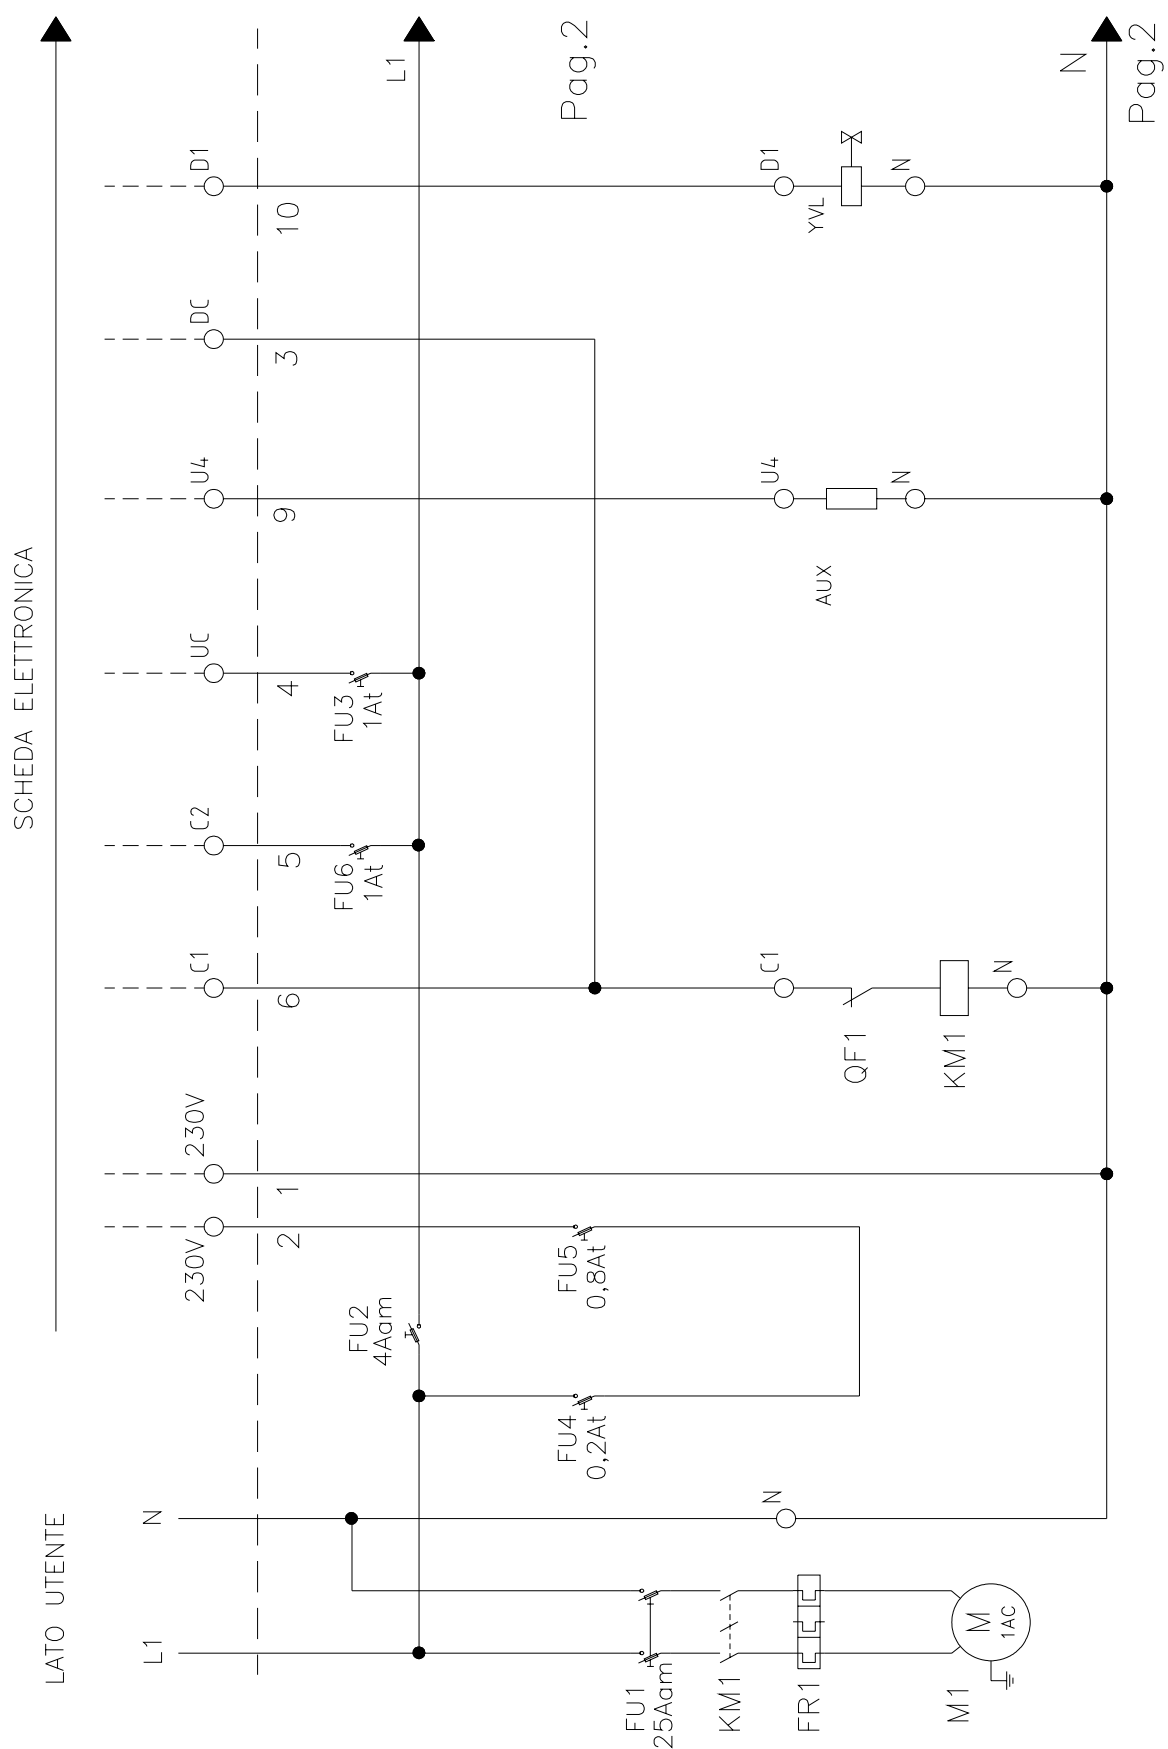 LATO UTENTE
SCHEDA ELETTRONICA
L1
N
230V
230V
C1
C2
UC
U4
DC
D1
2
1
6
5
4
9
3
10
FU2
4Aam
FU6
1At
FU3
1At
L1
FU4
0,2At
FU5
0,8At
Pag.2
FU1
25Aam
KM1
FR1
M1
M
1AC
N
C1
QF1
KM1
N
U4
AUX
N
D1
YVL
N
N
Pag.2